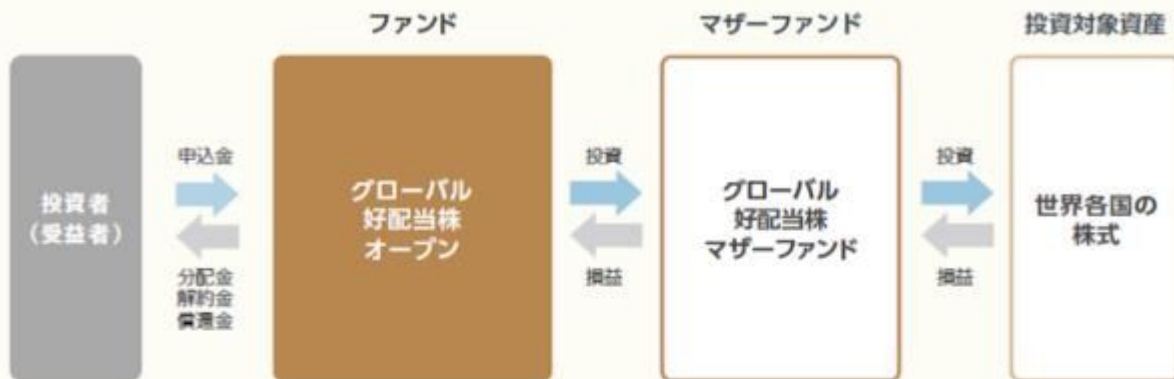 ファンド
マザーファンド
投資対象資産
投資者
（受益者）
申込金
分配金
解約金
償還金
グローバル
好配当株
オープン
投資
損益
グローバル
好配当株
マザーファンド
投資
損益
世界各国の
株式